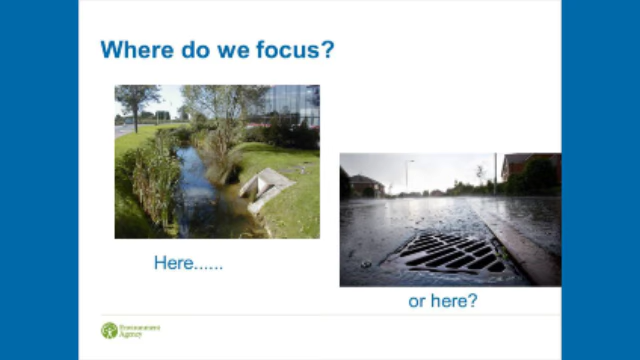 Where do we focus?
Here......
or here?
Environment
Agency